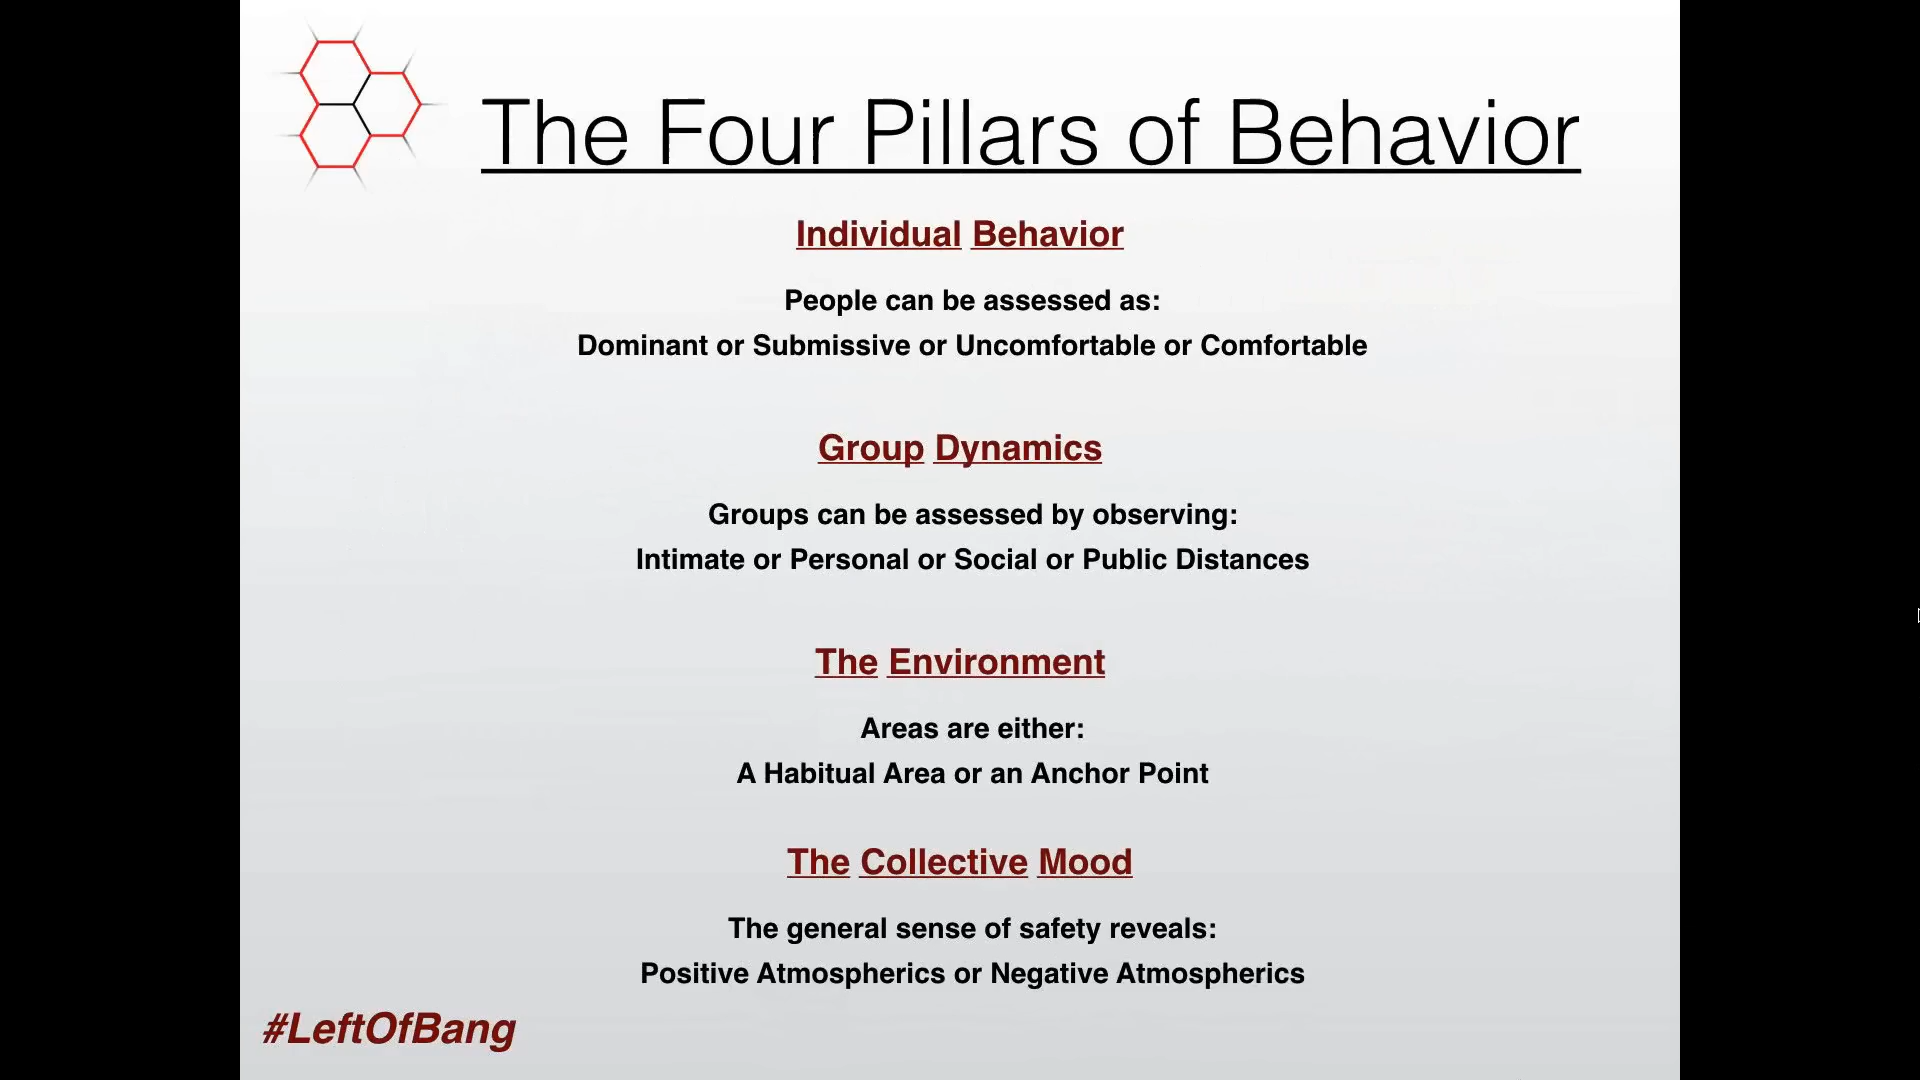 The Four Pillars of Behavior
Individual Behavior
People can be assessed as:
Dominant or Submissive or Uncomfortable or Comfortable
Group Dynamics
Groups can be assessed by observing:
Intimate or Personal or Social or Public Distances
The Environment
Areas are either:
A Habitual Area or an Anchor Point
The Collective Mood
The general sense of safety reveals:
Positive Atmospherics or Negative Atmospherics
#LeftOfBang